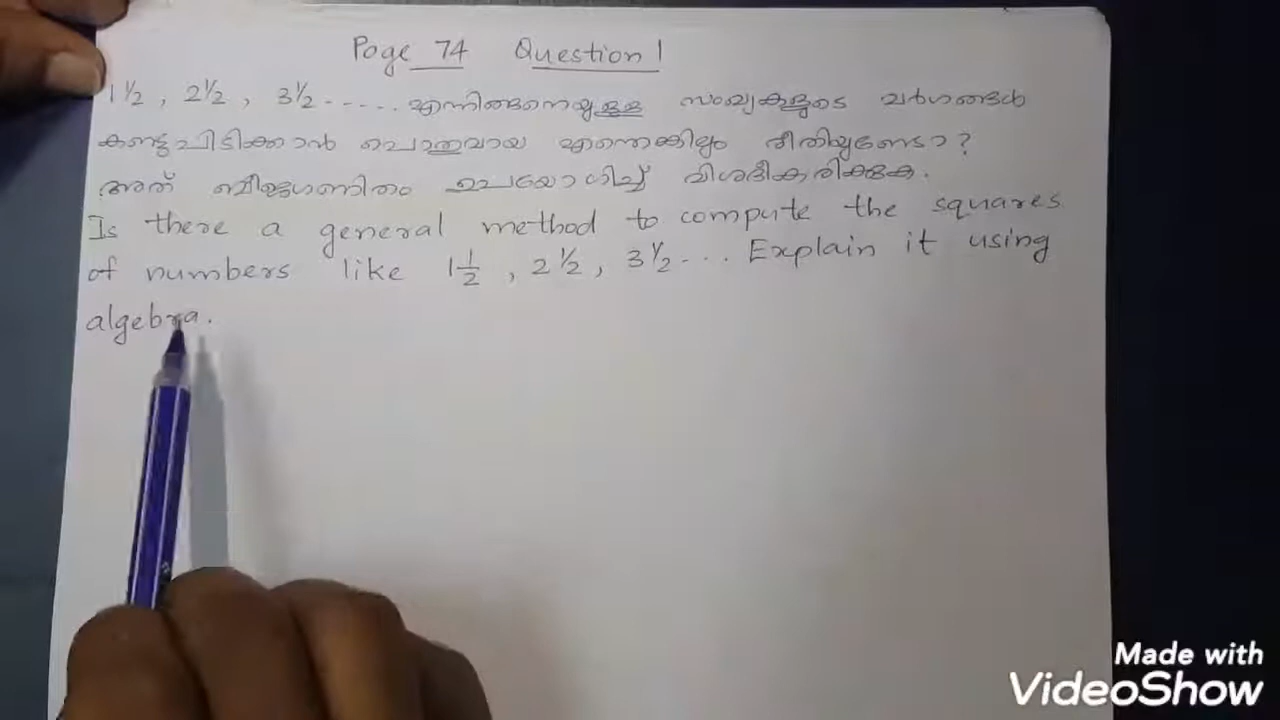 Page 74 Question 1
1½, 2½, 3½ ..... എന്നിങ്ങനെയുള്ള സംഖ്യകളുടെ വർഗങ്ങൾ
കണ്ടുപിടിക്കാൻ പൊതുവായ എന്തെങ്കിലും രീതിയുണ്ടോ?
അത് ബീജഗണിതം ഉപയോഗിച്ച് വിശദീകരിക്കുക.
Is there a general method to compute the squares
of numbers like 1½, 2½, 3½ ... Explain it using
algebra.
Made with
VideoShow